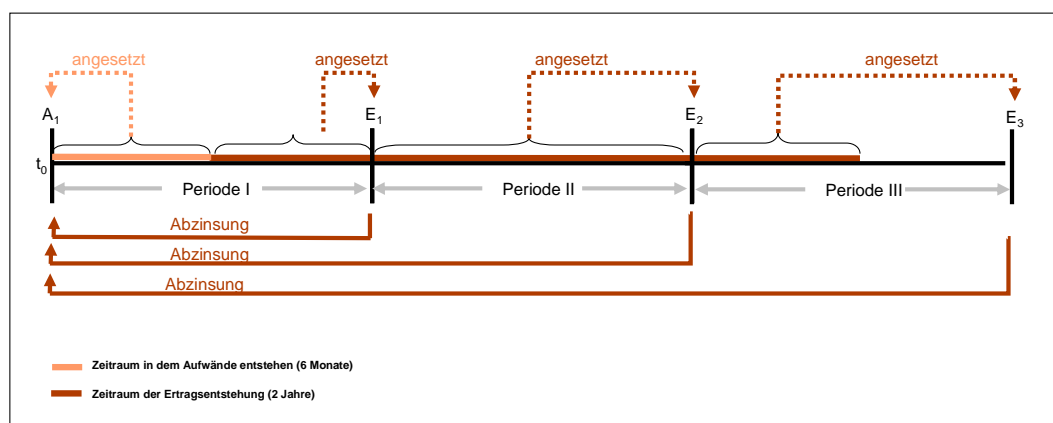 angesetzt angesetzt angesetzt angesetzt
A1 E1 E2 E3
t0
Periode I Periode II Periode III
Abzinsung
Abzinsung
Abzinsung
Zeitraum in dem Aufwände entstehen (6 Monate)
Zeitraum der Ertragsentstehung (2 Jahre)